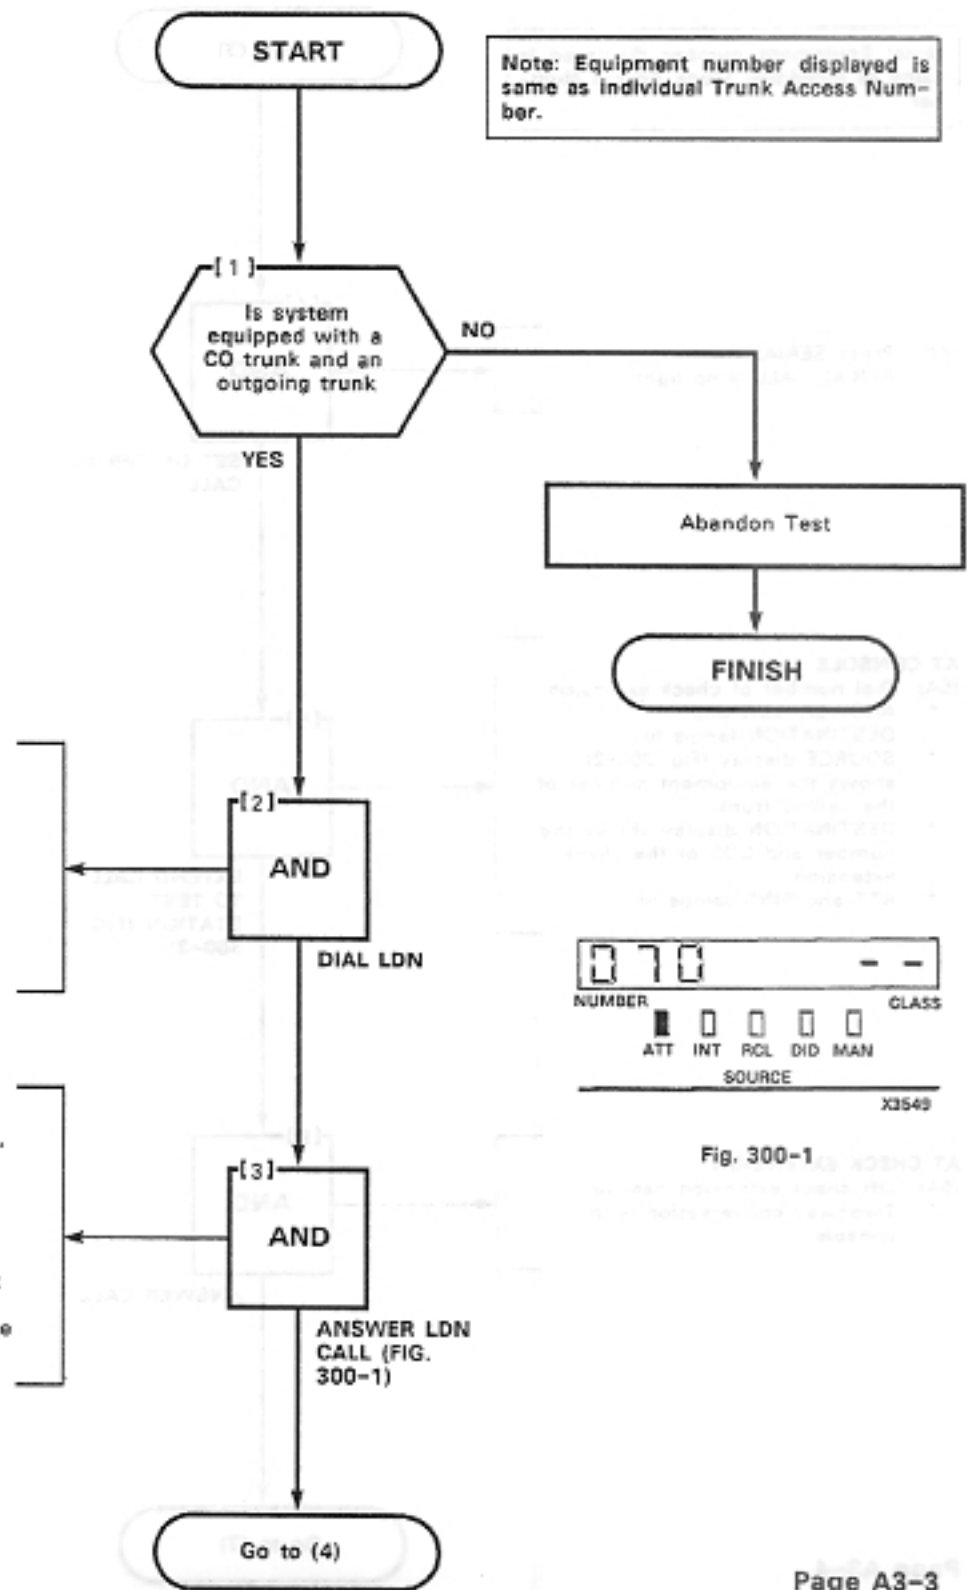 START
Note: Equipment number displayed is
same as individual Trunk Access Num-
ber.
[ 1 ]
Is system
equipped with a
CO trunk and an
outgoing trunk
NO
YES
Abandon Test
FINISH
[2]
AND
DIAL LDN
070 --
NUMBER CLASS
ATT INT RCL DID MAN
SOURCE
X3549
Fig. 300-1
[3]
AND
e
ANSWER LDN
CALL (FIG.
300-1)
Go to (4)
Page A3-3